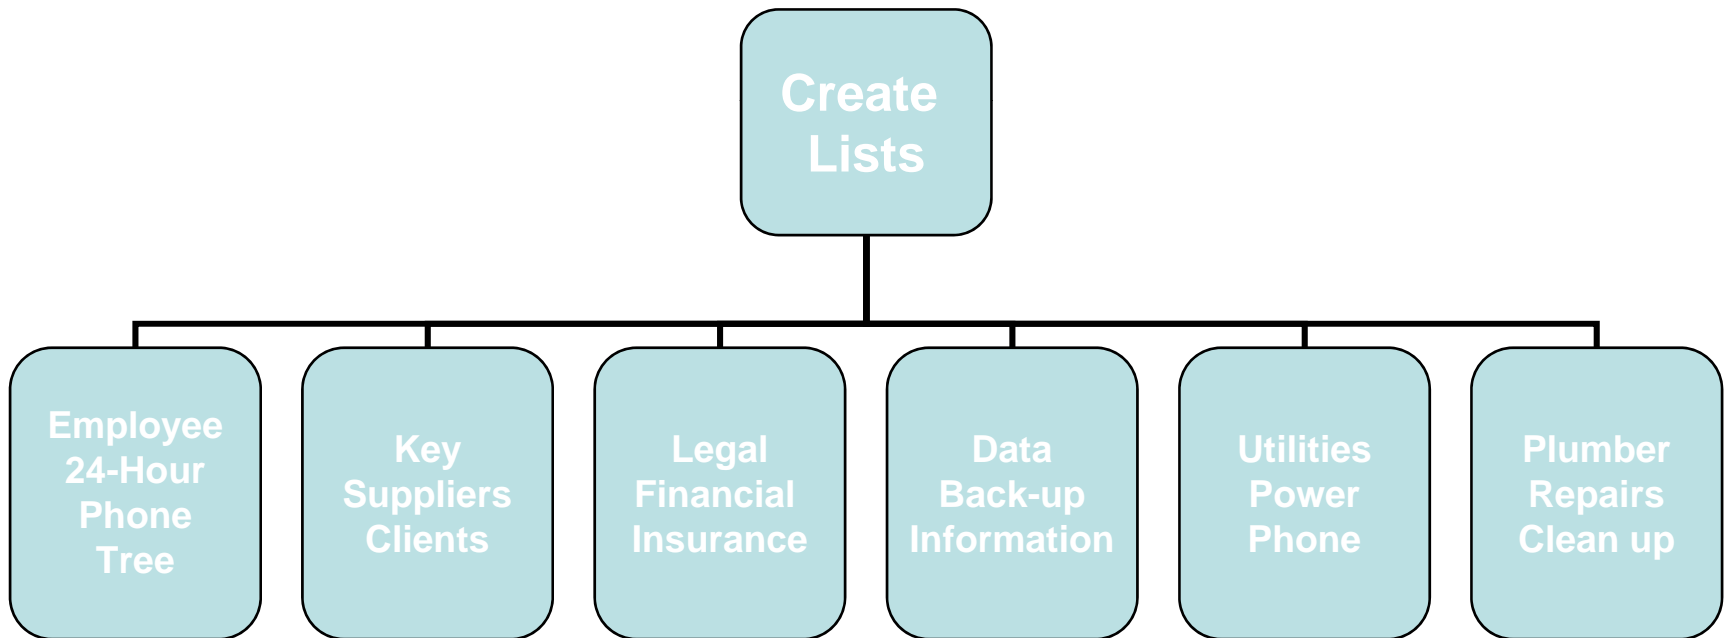 Create
Lists
Employee
24-Hour
Phone
Tree
Key
Suppliers
Clients
Legal
Financial
Insurance
Data
Back-up
Information
Utilities
Power
Phone
Plumber
Repairs
Clean up